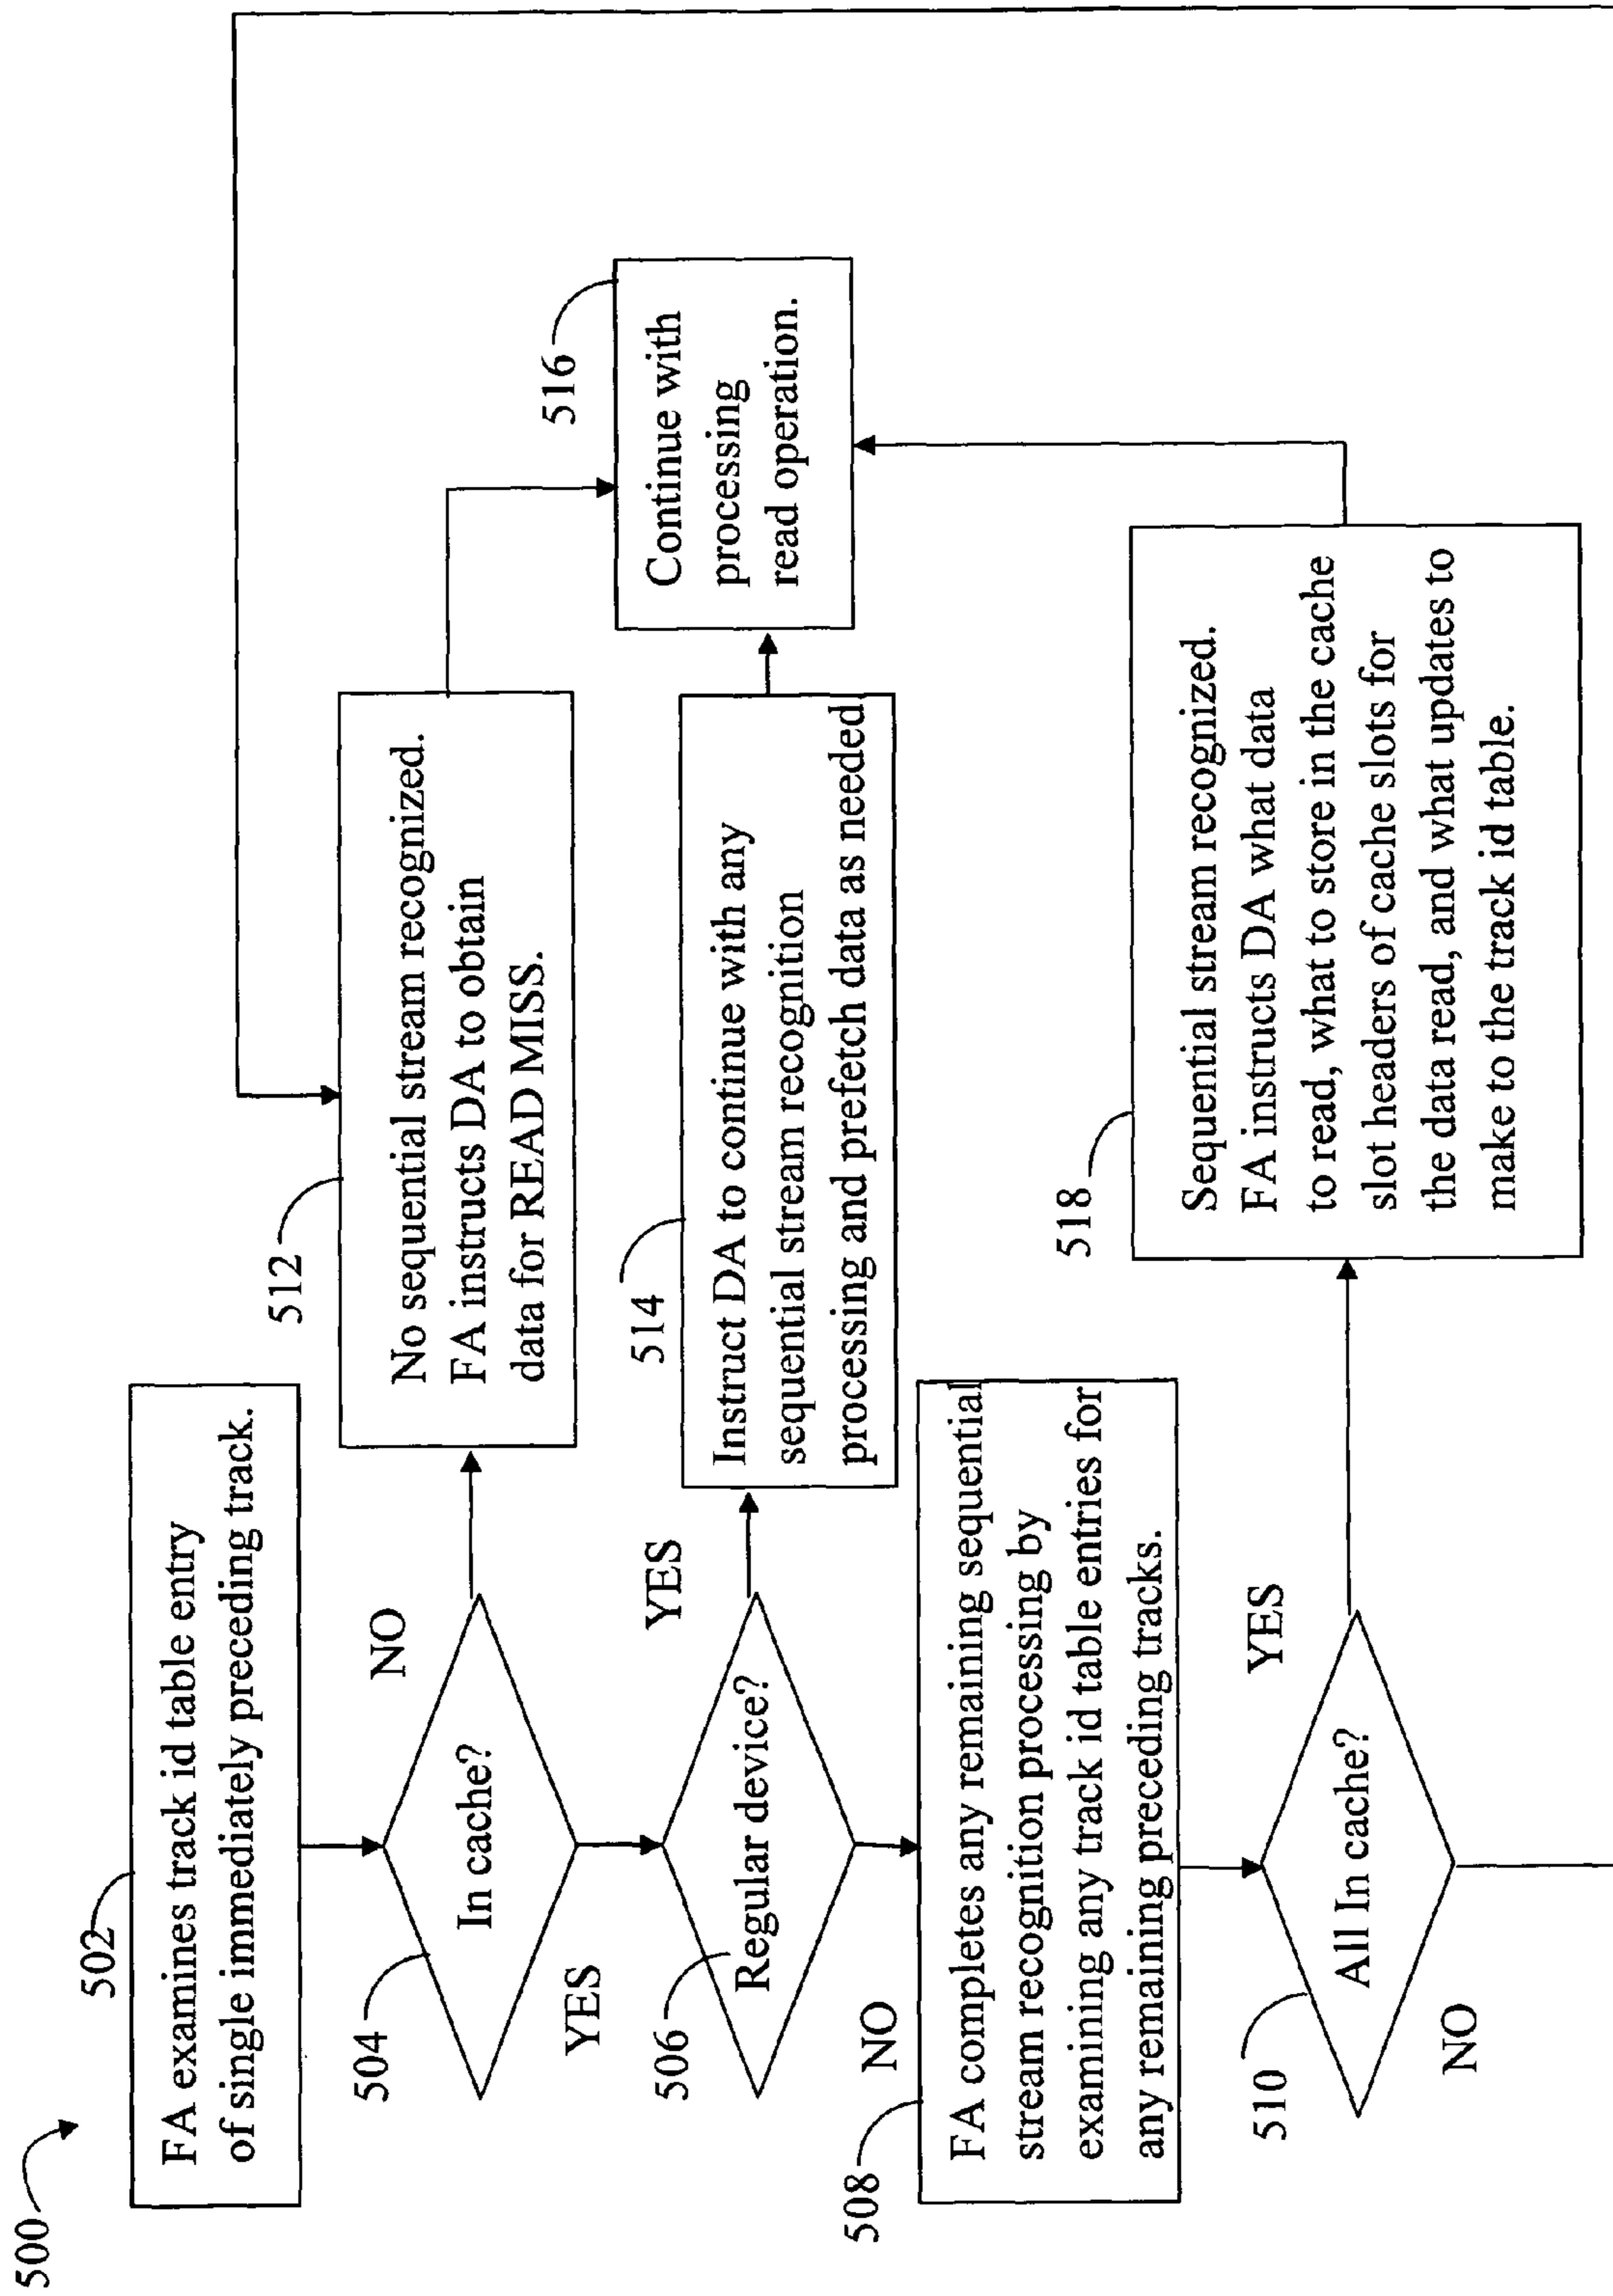 500
502
FA examines track id table entry
of single immediately preceding track.
504
In cache?
NO
YES
512
No sequential stream recognized.
FA instructs DA to obtain
data for READ MISS.
506
Regular device?
YES
NO
514
Instruct DA to continue with any
sequential stream recognition
processing and prefetch data as needed
516
Continue with
processing
read operation.
508
FA completes any remaining sequential
stream recognition processing by
examining any track id table entries for
any remaining preceding tracks.
510
All In cache?
YES
NO
518
Sequential stream recognized.
FA instructs DA what data
to read, what to store in the cache
slot headers of cache slots for
the data read, and what updates to
make to the track id table.